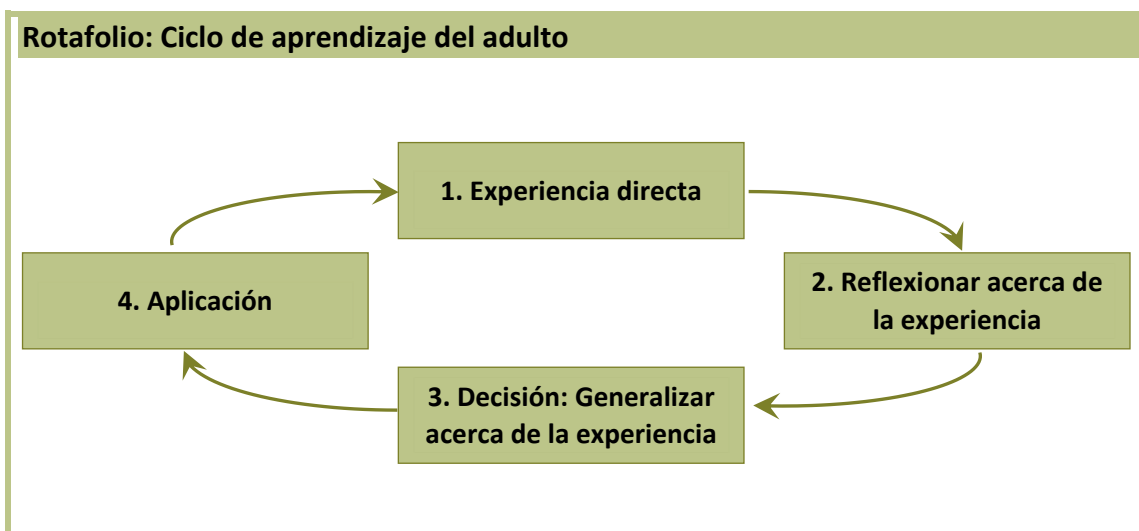 Rotafolio: Ciclo de aprendizaje del adulto
1. Experiencia directa
2. Reflexionar acerca de
la experiencia
3. Decisión: Generalizar
acerca de la experiencia
4. Aplicación